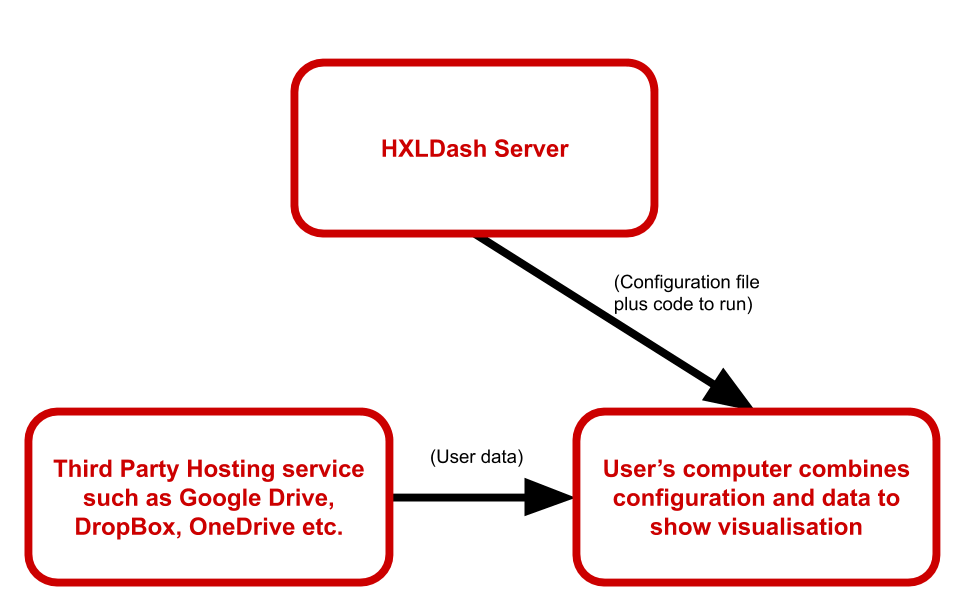 HXLDash Server
(Configuration file
plus code to run)
(User data)
Third Party Hosting service
such as Google Drive,
DropBox, OneDrive etc.
User’s computer combines
configuration and data to
show visualisation